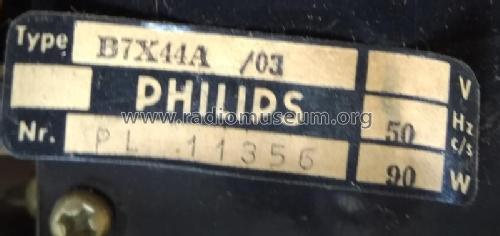 Type B7X44A /03 V
PHILIPS 50 Hz c/s
Nr. PL 11356 90 W
© www.radiomuseum.org